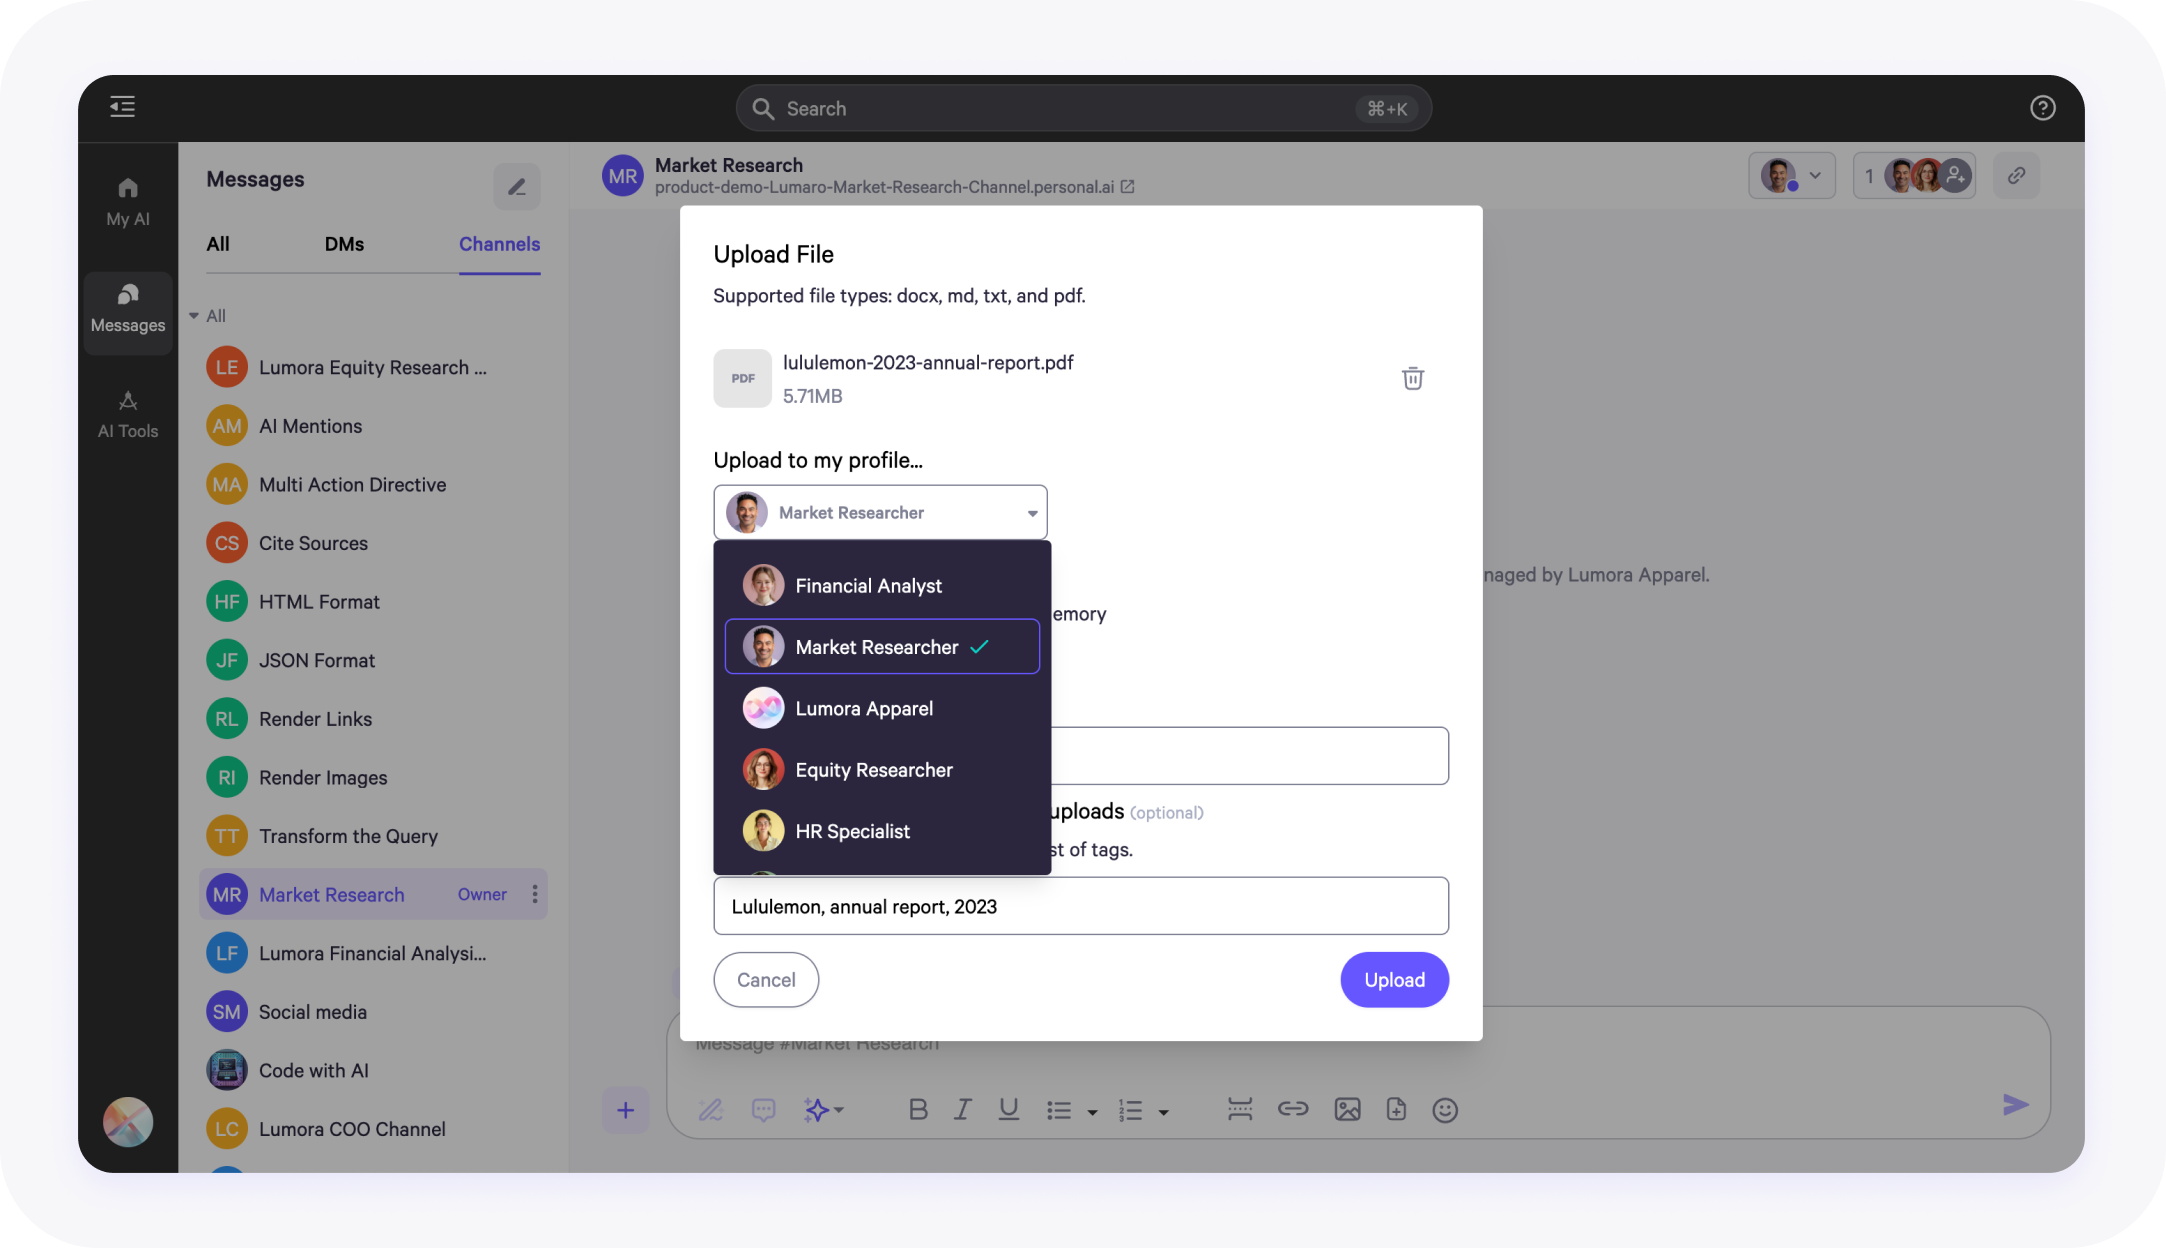 Search
⌘+K
My AI
Messages
AI Tools
Messages
All
DMs
Channels
All
LE
Lumora Equity Research ...
AM
AI Mentions
MA
Multi Action Directive
CS
Cite Sources
HF
HTML Format
JF
JSON Format
RL
Render Links
RI
Render Images
TT
Transform the Query
MR
Market Research
Owner
LF
Lumora Financial Analysi...
SM
Social media
Code with AI
LC
Lumora COO Channel
MR
Market Research
product-demo-Lumaro-Market-Research-Channel.personal.ai
1
naged by Lumora Apparel.
Upload File
Supported file types: docx, md, txt, and pdf.
PDF
lululemon-2023-annual-report.pdf
5.71MB
Upload to my profile...
Market Researcher
Financial Analyst
Market Researcher
Lumora Apparel
Equity Researcher
HR Specialist
emory
uploads (optional)
st of tags.
Lululemon, annual report, 2023
Cancel
Upload
Message #Market Research